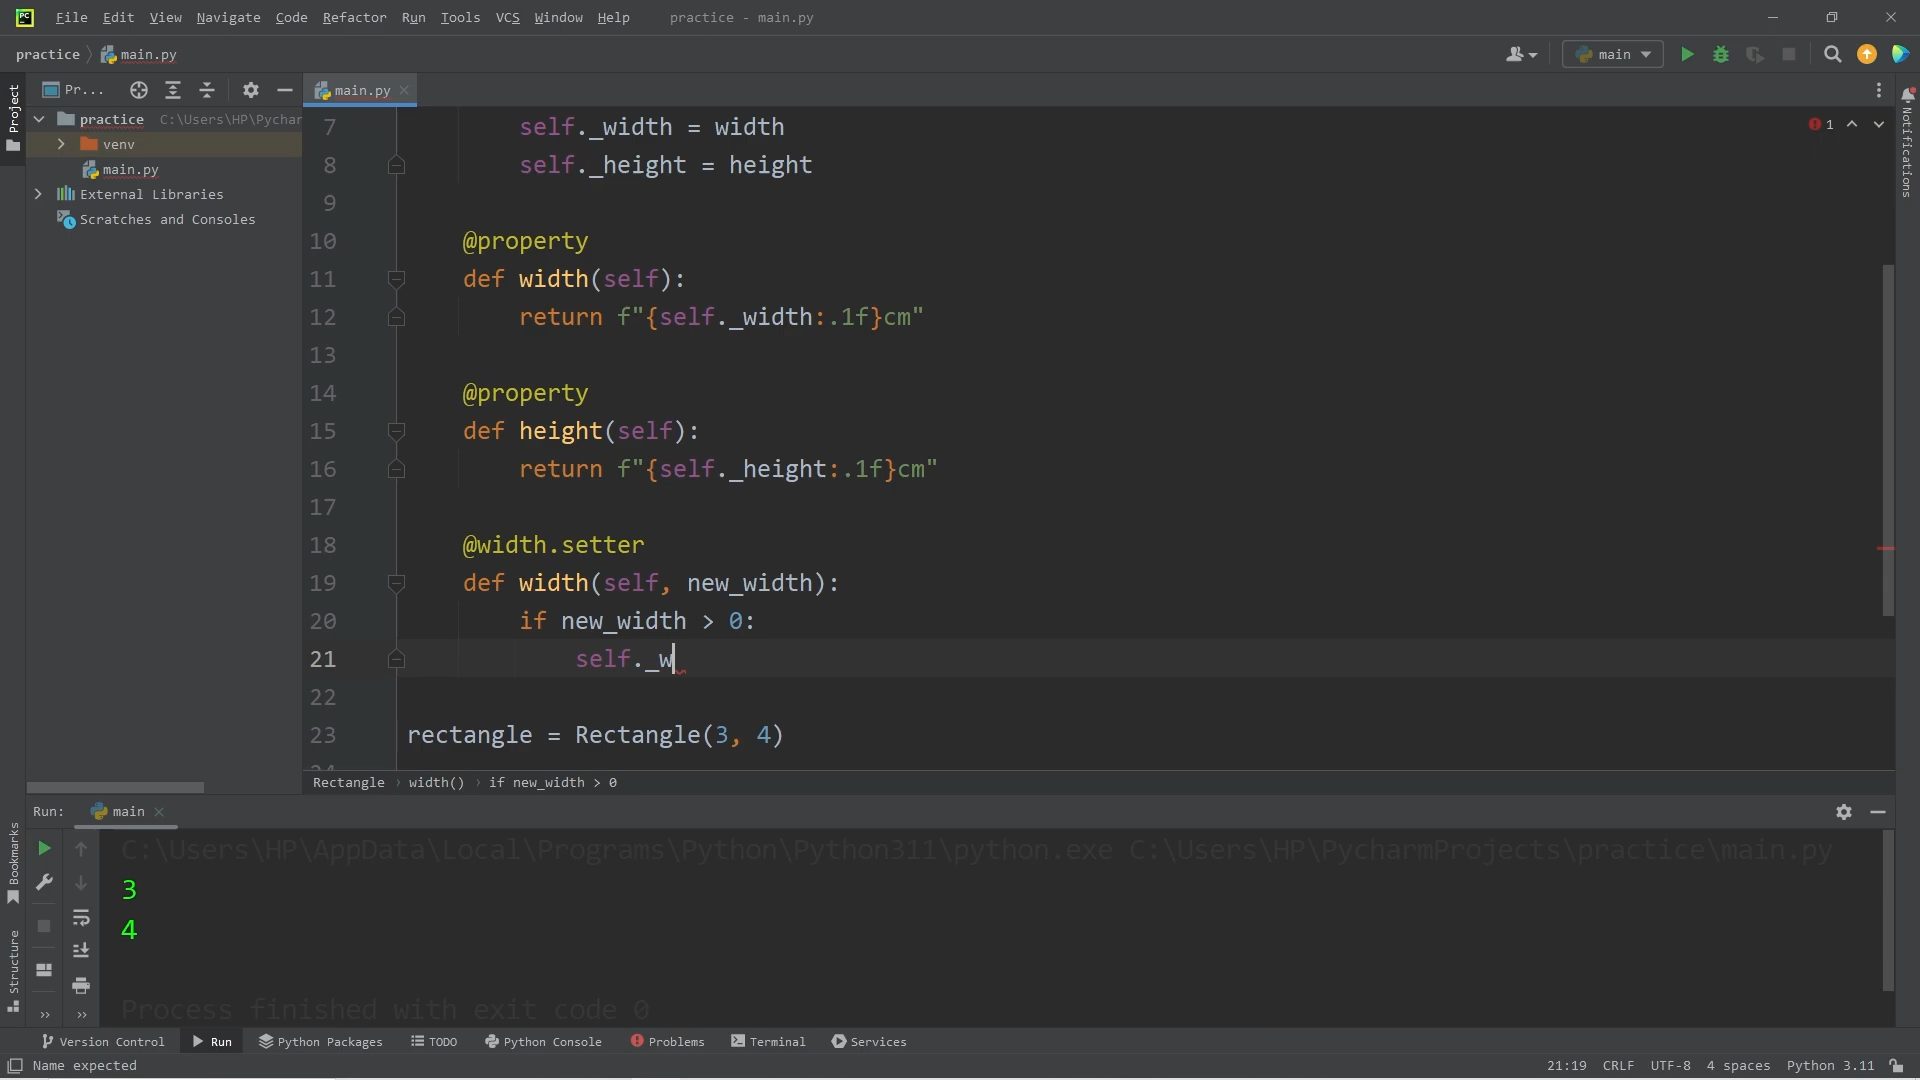 File Edit View Navigate Code Refactor Run Tools VCS Window Help practice - main.py
practice main.py main
Project
Pr... main.py
practice C:\Users\HP\Pychar
venv
main.py
External Libraries
Scratches and Consoles
7 self._width = width
8 self._height = height
9
10 @property
11 def width(self):
12 return f"{self._width:.1f}cm"
13
14 @property
15 def height(self):
16 return f"{self._height:.1f}cm"
17
18 @width.setter
19 def width(self, new_width):
20 if new_width > 0:
21 self._w
22
23 rectangle = Rectangle(3, 4)
1
Notifications
Rectangle › width() › if new_width > 0
Run: main
Bookmarks
Structure
C:\Users\HP\AppData\Local\Programs\Python\Python311\python.exe C:\Users\HP\PycharmProjects\practice\main.py
3
4
Process finished with exit code 0
Version Control Run Python Packages TODO Python Console Problems Terminal Services
Name expected 21:19 CRLF UTF-8 4 spaces Python 3.11